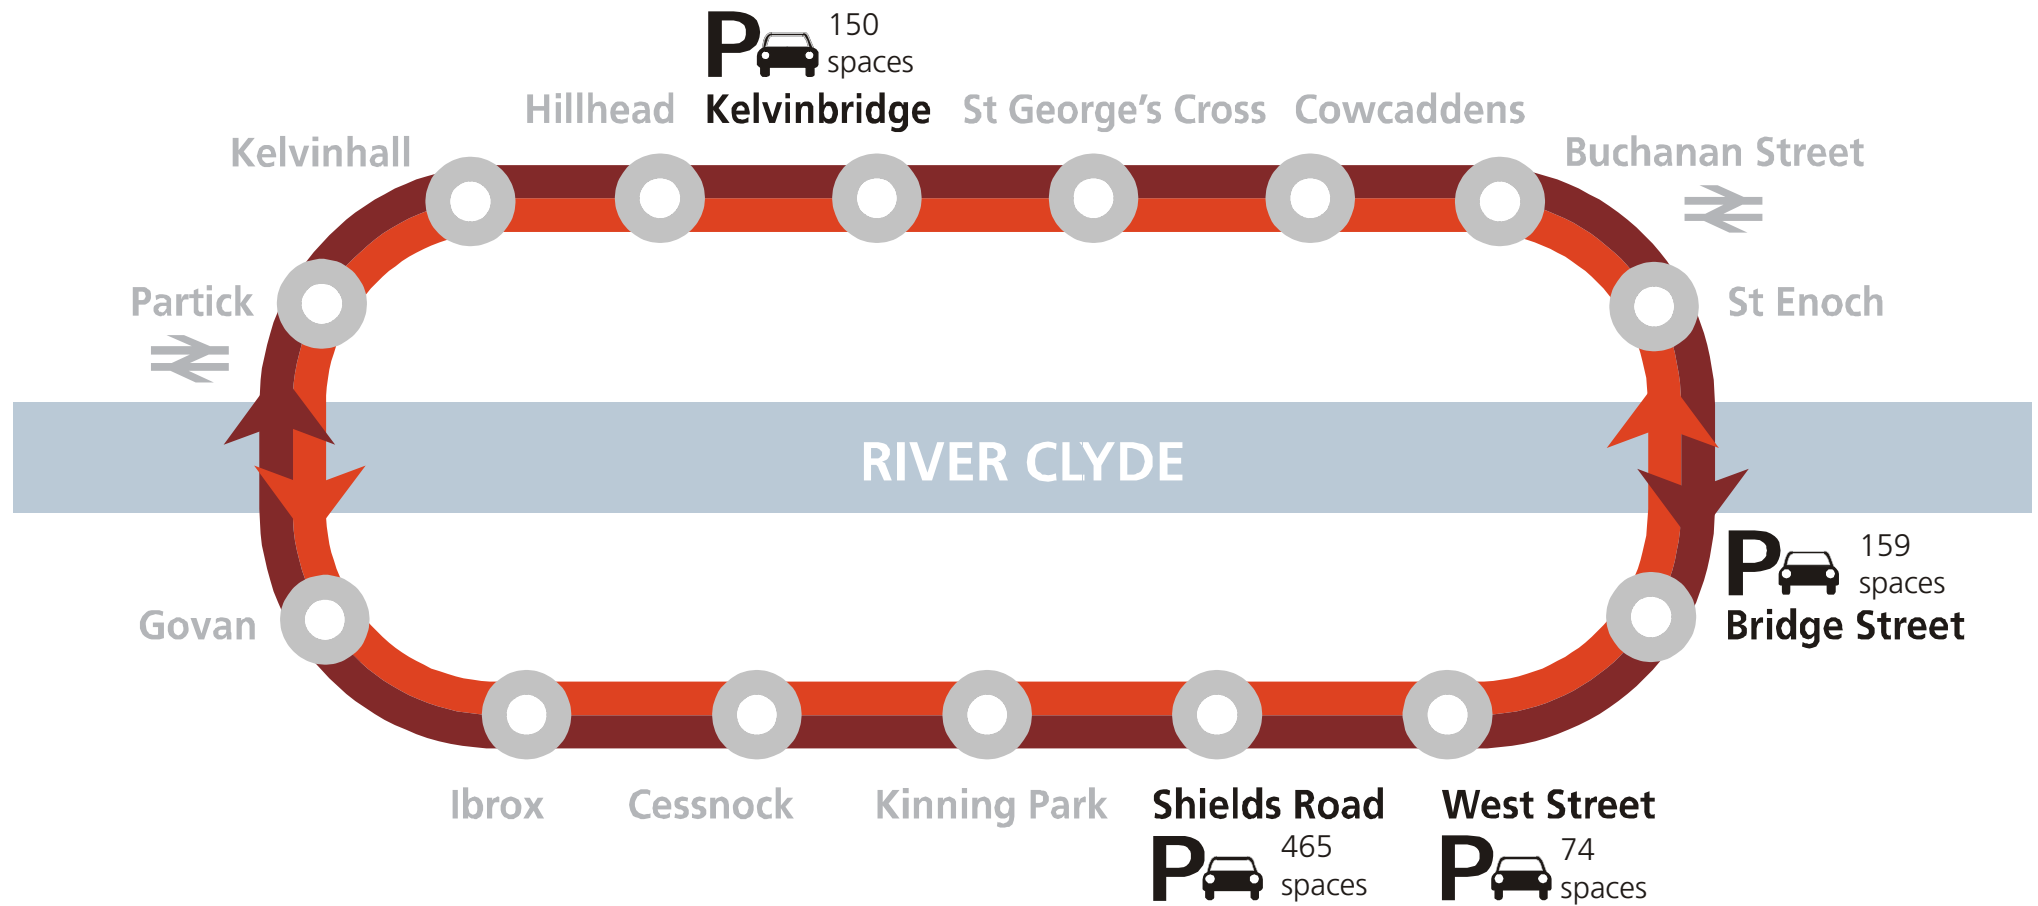 P 150
spaces
Hillhead Kelvinbridge St George's Cross Cowcaddens
Kelvinhall
Buchanan Street
Partick
St Enoch
RIVER CLYDE
P 159
spaces
Bridge Street
Govan
Ibrox Cessnock Kinning Park Shields Road West Street
P 465
spaces
P 74
spaces